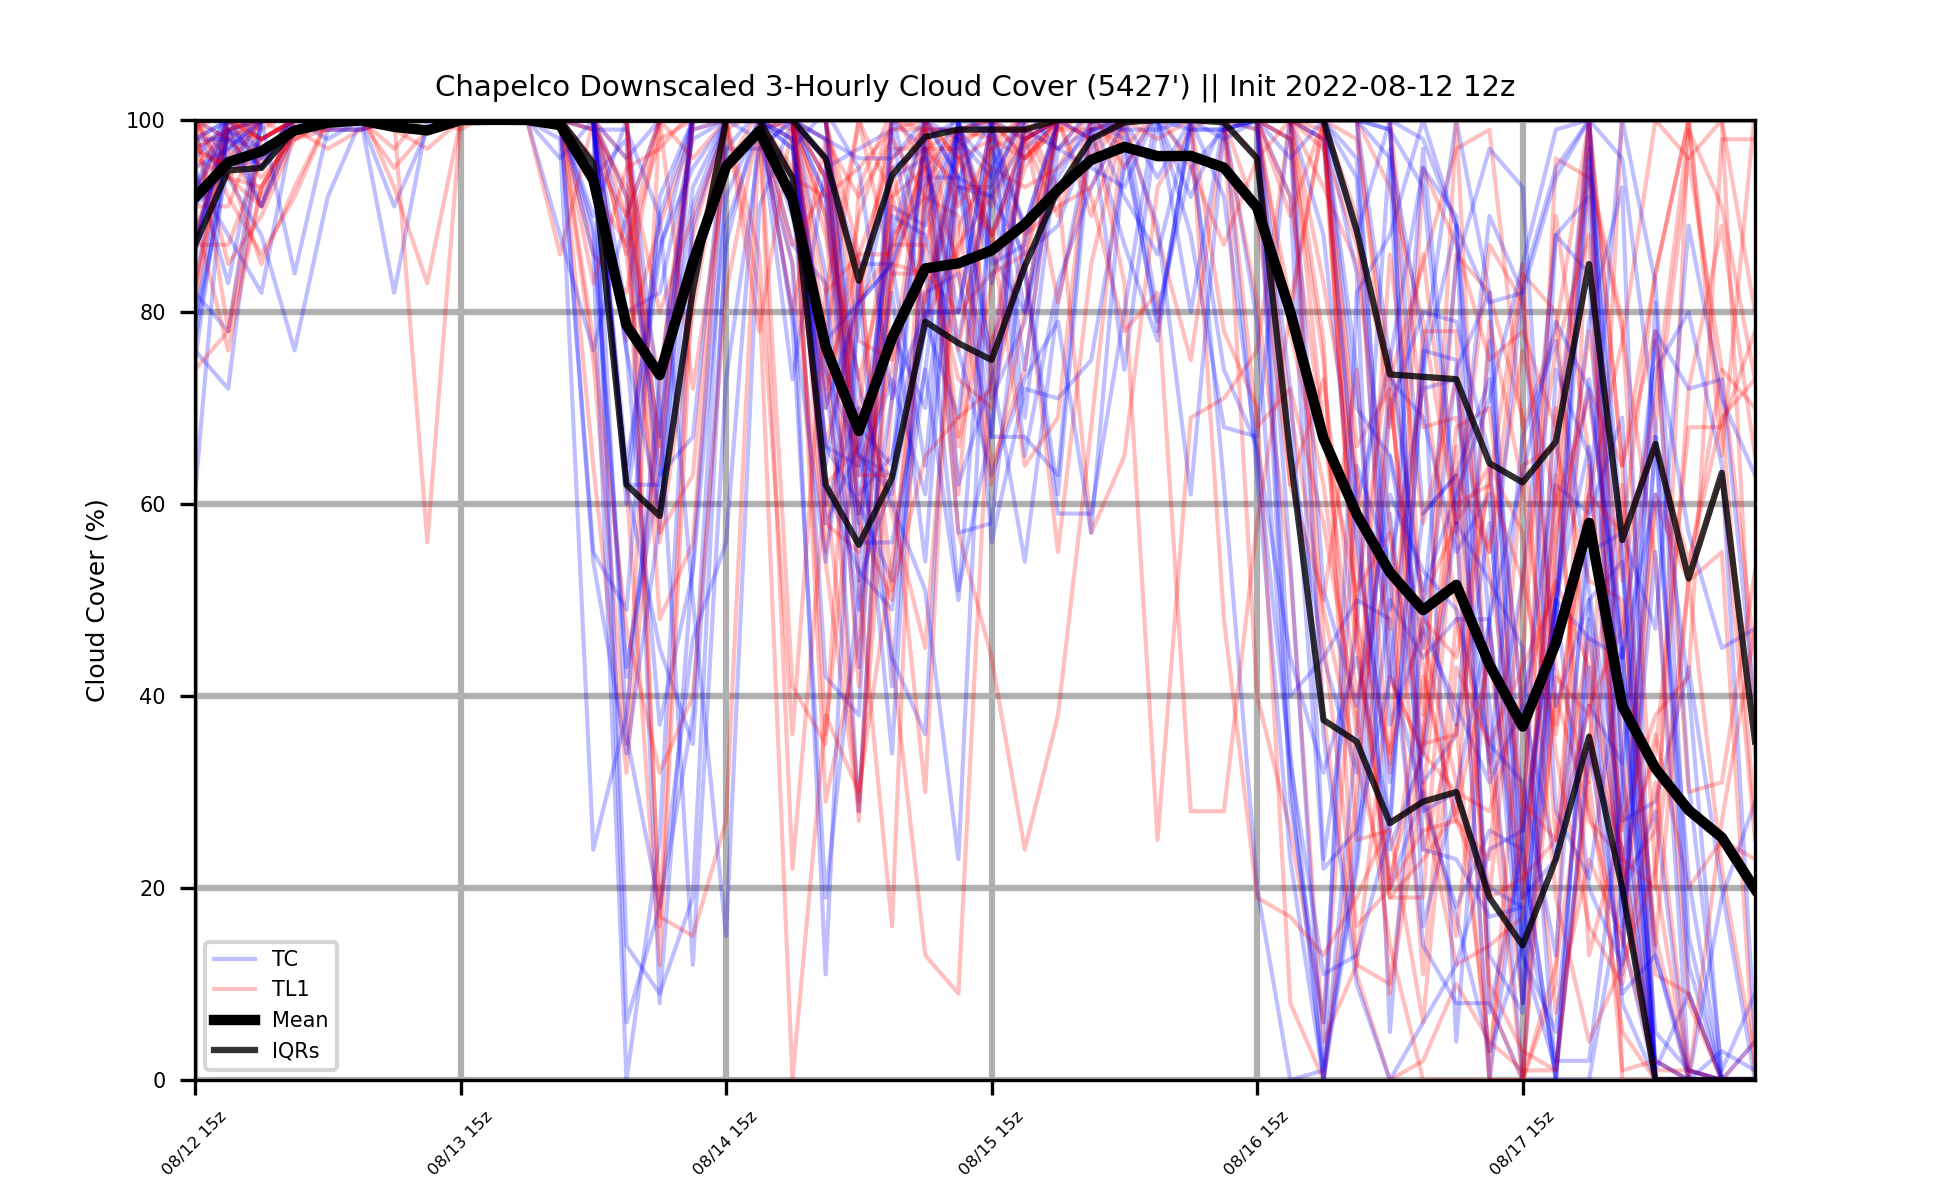 Chapelco Downscaled 3-Hourly Cloud Cover (5427') || Init 2022-08-12 12z
Cloud Cover (%)
100
80
60
40
20
0
TC
TL1
Mean
IQRs
08/12 15z
08/13 15z
08/14 15z
08/15 15z
08/16 15z
08/17 15z